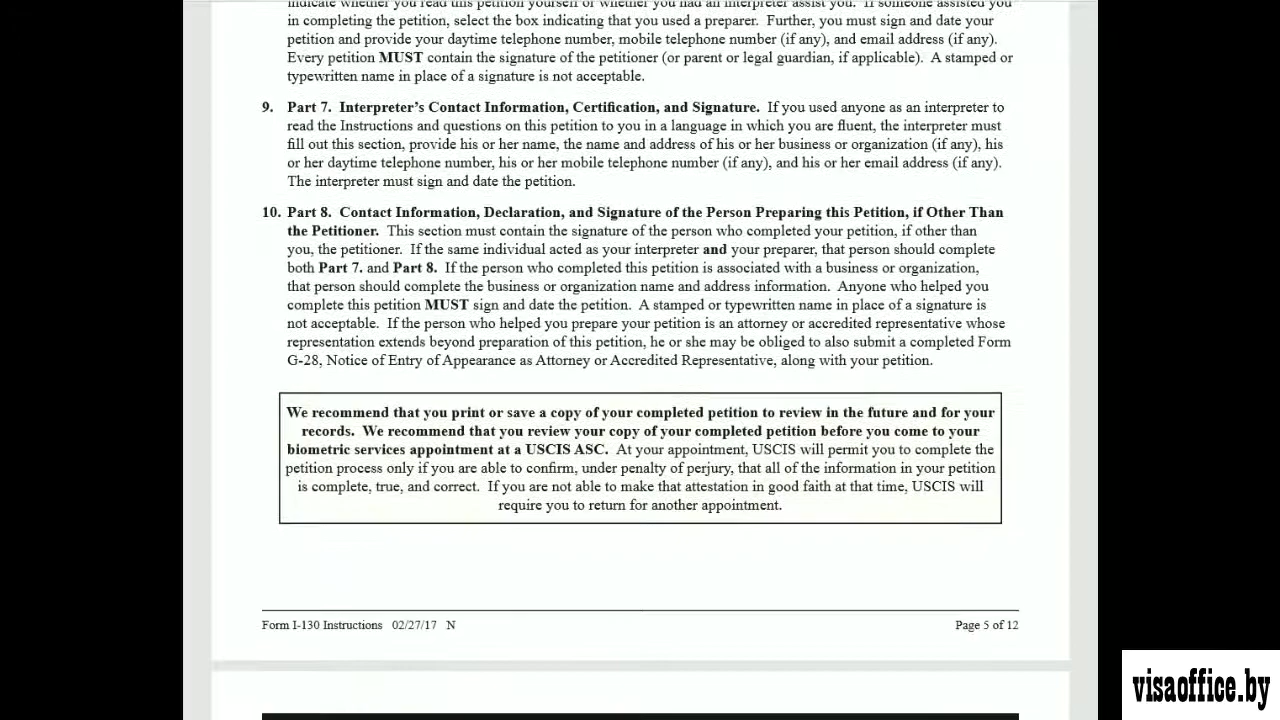 indicate whether you read this petition yourself or whether you had an interpreter assist you. If someone assisted you
in completing the petition, select the box indicating that you used a preparer. Further, you must sign and date your
petition and provide your daytime telephone number, mobile telephone number (if any), and email address (if any).
Every petition MUST contain the signature of the petitioner (or parent or legal guardian, if applicable). A stamped or
typewritten name in place of a signature is not acceptable.
9. Part 7. Interpreter's Contact Information, Certification, and Signature. If you used anyone as an interpreter to
read the Instructions and questions on this petition to you in a language in which you are fluent, the interpreter must
fill out this section, provide his or her name, the name and address of his or her business or organization (if any), his
or her daytime telephone number, his or her mobile telephone number (if any), and his or her email address (if any).
The interpreter must sign and date the petition.
10. Part 8. Contact Information, Declaration, and Signature of the Person Preparing this Petition, if Other Than
the Petitioner. This section must contain the signature of the person who completed your petition, if other than
you, the petitioner. If the same individual acted as your interpreter and your preparer, that person should complete
both Part 7. and Part 8. If the person who completed this petition is associated with a business or organization,
that person should complete the business or organization name and address information. Anyone who helped you
complete this petition MUST sign and date the petition. A stamped or typewritten name in place of a signature is
not acceptable. If the person who helped you prepare your petition is an attorney or accredited representative whose
representation extends beyond preparation of this petition, he or she may be obliged to also submit a completed Form
G-28, Notice of Entry of Appearance as Attorney or Accredited Representative, along with your petition.
We recommend that you print or save a copy of your completed petition to review in the future and for your
records. We recommend that you review your copy of your completed petition before you come to your
biometric services appointment at a USCIS ASC. At your appointment, USCIS will permit you to complete the
petition process only if you are able to confirm, under penalty of perjury, that all of the information in your petition
is complete, true, and correct. If you are not able to make that attestation in good faith at that time, USCIS will
require you to return for another appointment.
Form I-130 Instructions 02/27/17 N
Page 5 of 12
visaoffice.by